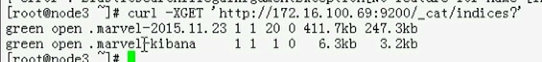 [root@node3 ~]# curl -XGET 'http://172.16.100.69:9200/_cat/indices?'
green open .marvel-2015.11.23 1 1 20 0 411.7kb 247.3kb
green open .marvel-kibana 1 1 1 0 6.3kb 3.2kb
[root@node3 ~]#